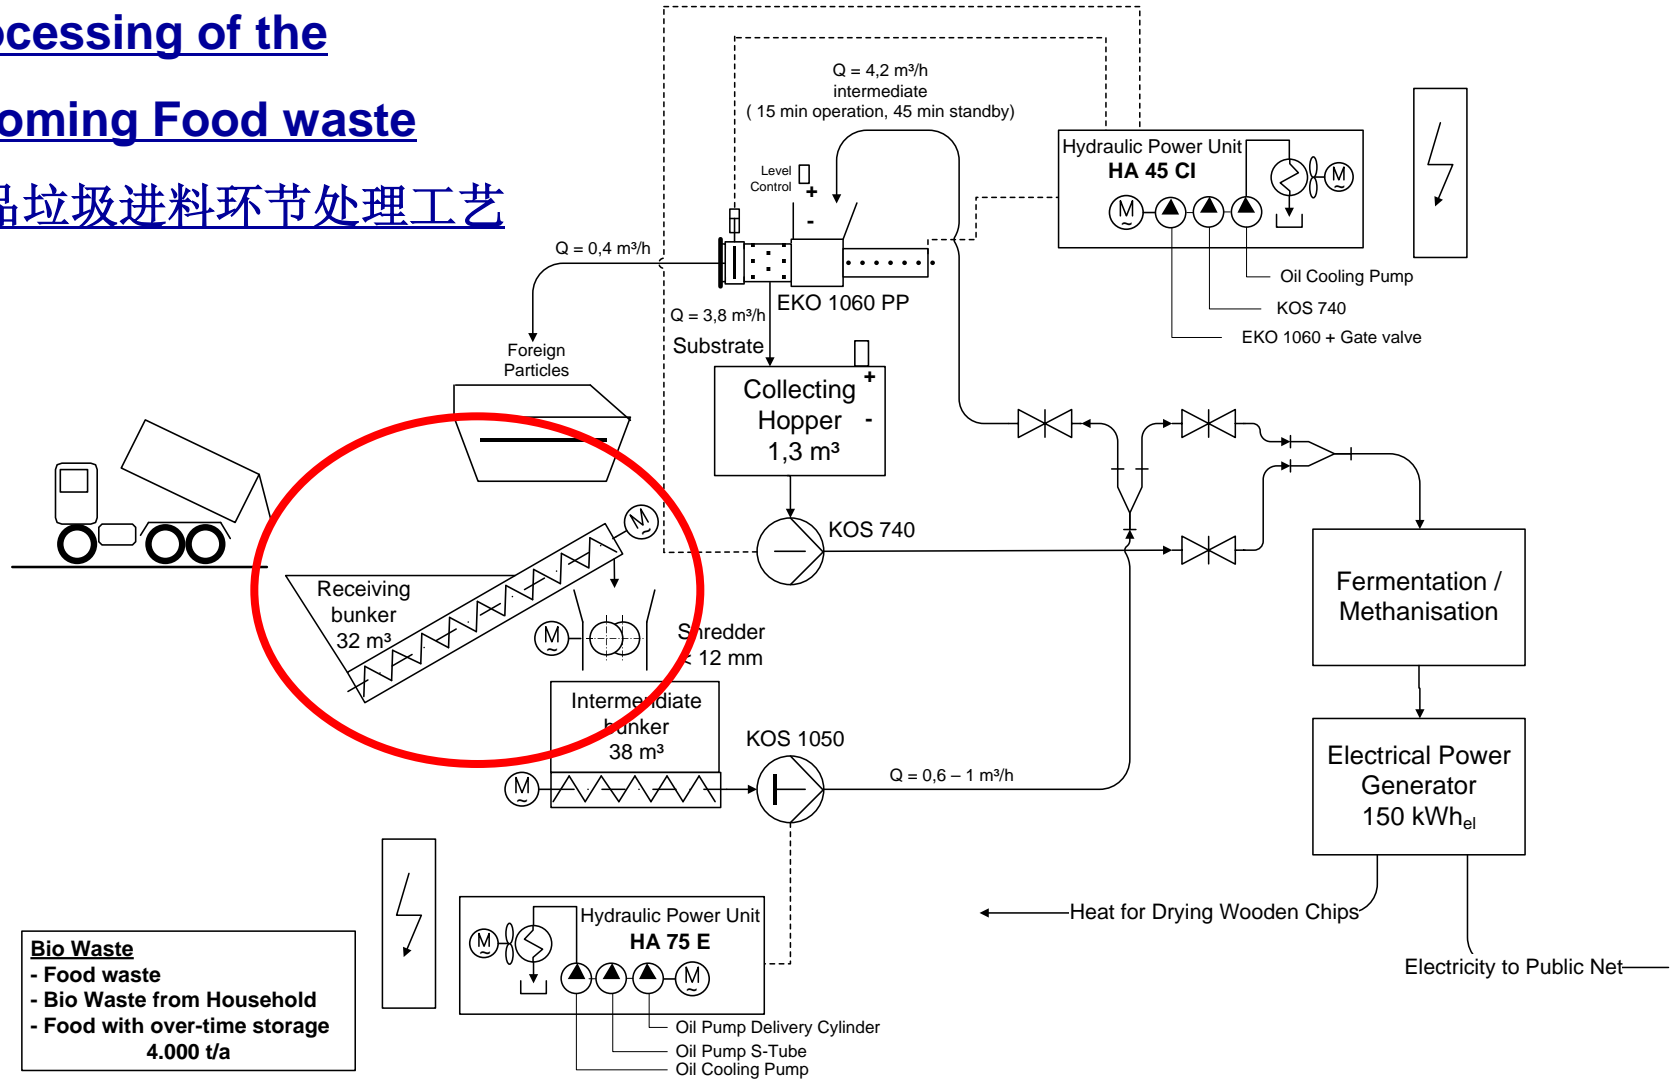 ocessing of the
oming Food waste
品垃圾进料环节处理工艺
Q = 4,2 m³/h
intermediate
( 15 min operation, 45 min standby)
Level
Control
+
-
Hydraulic Power Unit
HA 45 CI
M
~
M
~
Oil Cooling Pump
KOS 740
EKO 1060 + Gate valve
Q = 0,4 m³/h
EKO 1060 PP
Q = 3,8 m³/h
Substrate
Foreign
Particles
Collecting
Hopper
1,3 m³
+
-
KOS 740
M
~
Receiving
bunker
32 m³
M
~
Shredder
< 12 mm
Fermentation /
Methanisation
Intermendiate
bunker
38 m³
M
~
KOS 1050
Q = 0,6 – 1 m³/h
Electrical Power
Generator
150 kWhel
Heat for Drying Wooden Chips
Electricity to Public Net
Hydraulic Power Unit
HA 75 E
M
~
M
~
Oil Pump Delivery Cylinder
Oil Pump S-Tube
Oil Cooling Pump
Bio Waste
- Food waste
- Bio Waste from Household
- Food with over-time storage
4.000 t/a